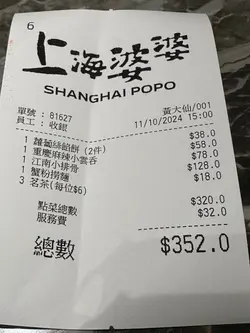 6
上海婆婆
SHANGHAI POPO
單號 : 81627 黃大仙/001
員工 : 收銀 11/10/2024 15:00
1 蘿蔔絲餡餅 (2件) $38.0
1 重慶麻辣小雲吞 $58.0
1 江南小排骨 $78.0
1 蟹粉撈麵 $128.0
3 茗茶(每位$6) $18.0
點菜總數 $320.0
服務費 $32.0
總數 $352.0